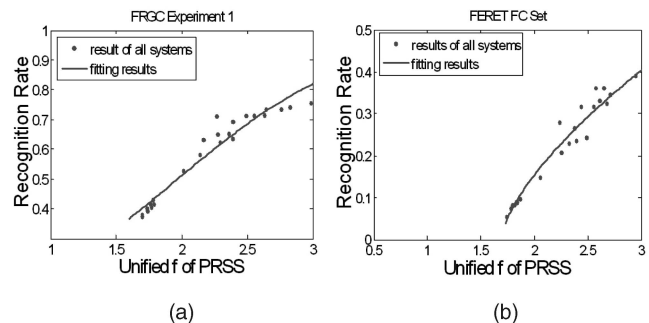 FRGC Experiment 1
Recognition Rate
1
0.9
0.8
0.7
0.6
0.5
0.4
result of all systems
fitting results
1 1.5 2 2.5 3
Unified f of PRSS
(a)
FERET FC Set
Recognition Rate
0.5
0.4
0.3
0.2
0.1
0
results of all systems
fitting results
0.5 1 1.5 2 2.5 3
Unified f of PRSS
(b)